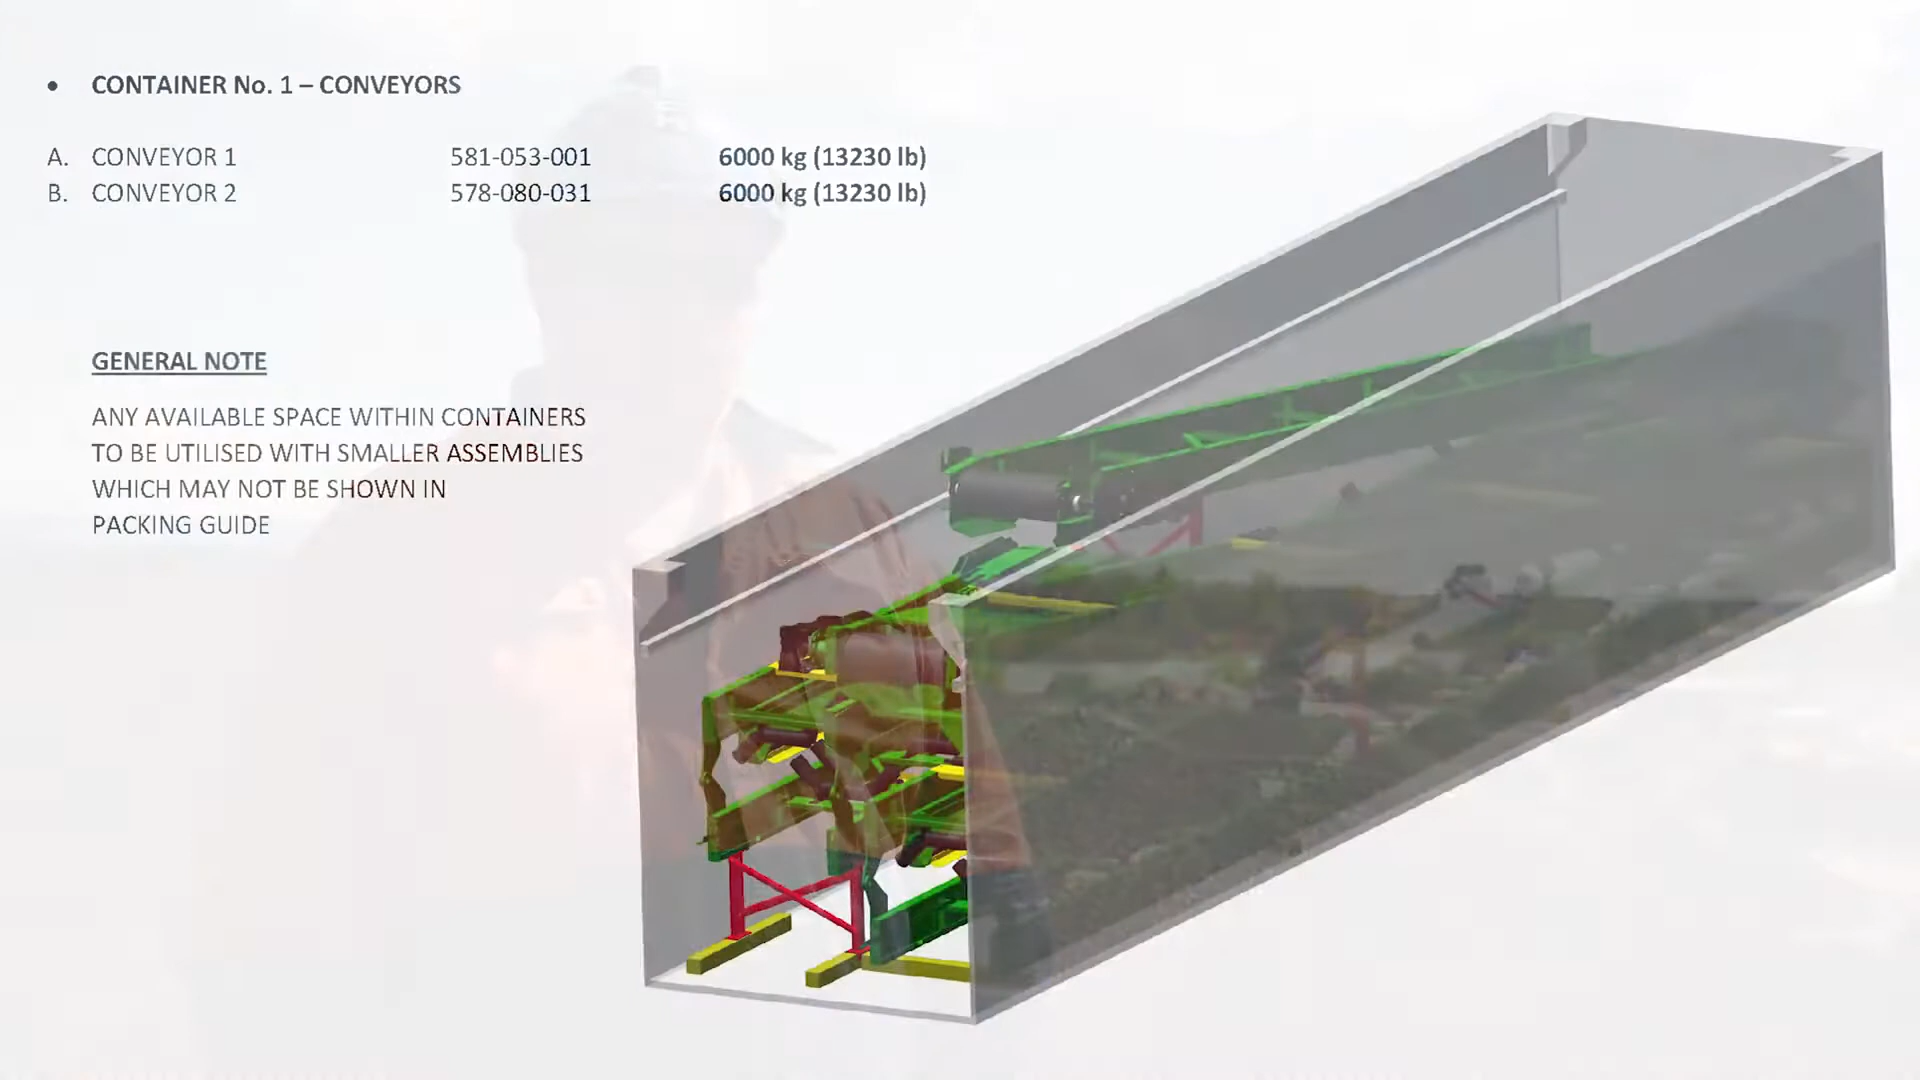 • CONTAINER No. 1 – CONVEYORS
A. CONVEYOR 1 581-053-001 6000 kg (13230 lb)
B. CONVEYOR 2 578-080-031 6000 kg (13230 lb)
GENERAL NOTE
ANY AVAILABLE SPACE WITHIN CONTAINERS
TO BE UTILISED WITH SMALLER ASSEMBLIES
WHICH MAY NOT BE SHOWN IN
PACKING GUIDE